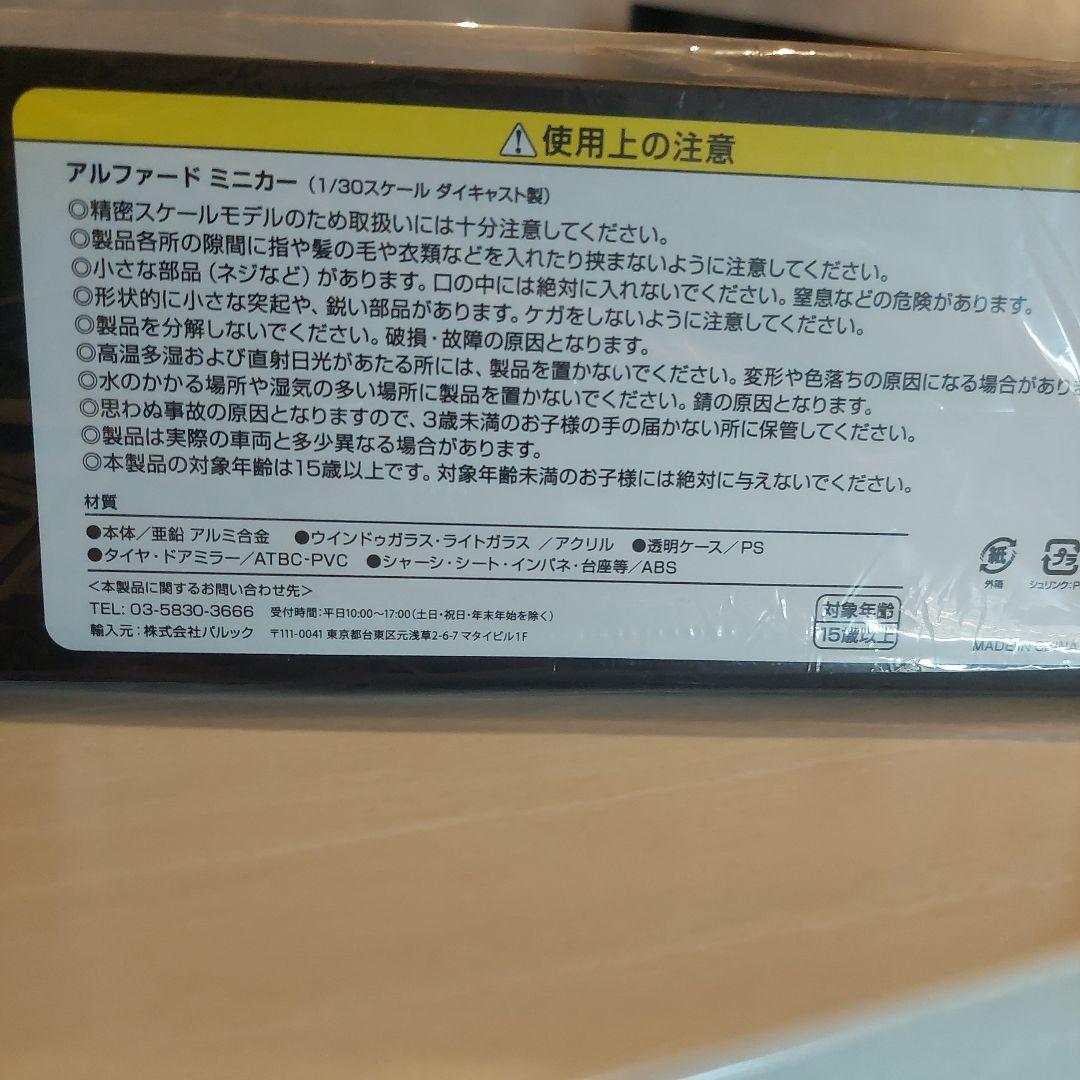 ⚠使用上の注意
アルファード ミニカー（1/30スケール ダイキャスト製）
◎精密スケールモデルのため取扱いには十分注意してください。
◎製品各所の隙間に指や髪の毛や衣類などを入れたり挟まないように注意してください。
◎小さな部品（ネジなど）があります。口の中には絶対に入れないでください。窒息などの危険があります。
◎形状的に小さな突起や、鋭い部品があります。ケガをしないように注意してください。
◎製品を分解しないでください。破損・故障の原因となります。
◎高温多湿および直射日光があたる所には、製品を置かないでください。変形や色落ちの原因になる場合があり
◎水のかかる場所や湿気の多い場所に製品を置かないでください。錆の原因となります。
◎思わぬ事故の原因となりますので、3歳未満のお子様の手の届かない所に保管してください。
◎製品は実際の車両と多少異なる場合があります。
◎本製品の対象年齢は15歳以上です。対象年齢未満のお子様には絶対に与えないでください。
材質
●本体／亜鉛 アルミ合金 ●ウインドゥガラス・ライトガラス ／アクリル ●透明ケース／PS
●タイヤ・ドアミラー／ATBC-PVC ●シャーシ・シート・インパネ・台座等／ABS
＜本製品に関するお問い合わせ先＞
TEL: 03-5830-3666 受付時間：平日10:00～17:00（土日・祝日・年末年始を除く）
輸入元：株式会社パルック 〒111-0041 東京都台東区元浅草2-6-7 マタイビル1F
対象年齢
15歳以上
紙
外箱
プラ
シュリンク：P
MADE IN CHINA